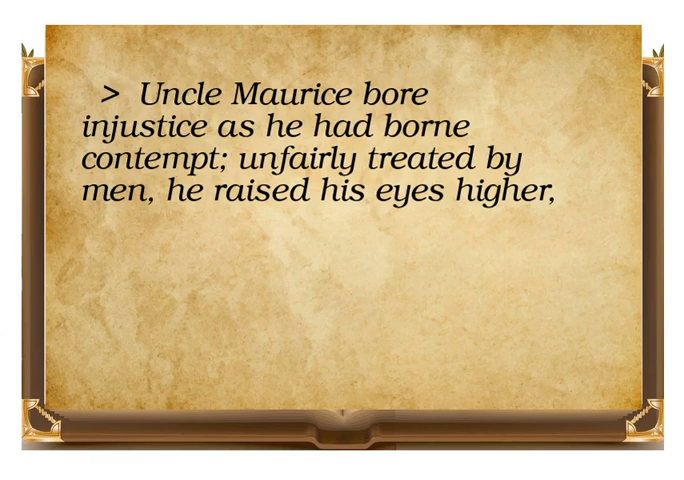 > Uncle Maurice bore
injustice as he had borne
contempt; unfairly treated by
men, he raised his eyes higher,